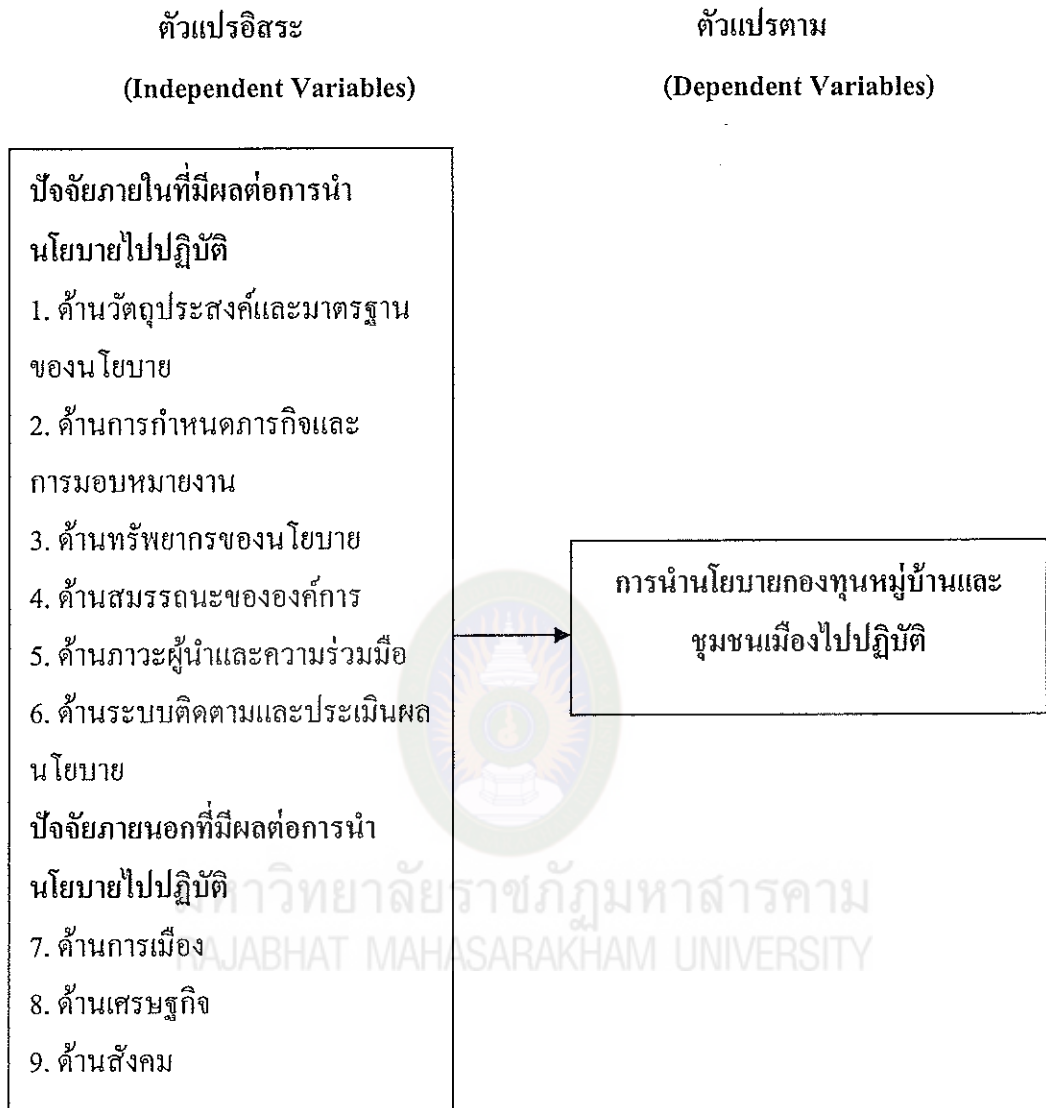 ตัวแปรอิสระ
(Independent Variables)
ตัวแปรตาม
(Dependent Variables)
ปัจจัยภายในที่มีผลต่อการนำ
นโยบายไปปฏิบัติ
1. ด้านวัตถุประสงค์และมาตรฐาน
ของนโยบาย
2. ด้านการกำหนดภารกิจและ
การมอบหมายงาน
3. ด้านทรัพยากรของนโยบาย
4. ด้านสมรรถนะขององค์การ
5. ด้านภาวะผู้นำและความร่วมมือ
6. ด้านระบบติดตามและประเมินผล
นโยบาย
ปัจจัยภายนอกที่มีผลต่อการนำ
นโยบายไปปฏิบัติ
7. ด้านการเมือง
8. ด้านเศรษฐกิจ
9. ด้านสังคม
การนำนโยบายกองทุนหมู่บ้านและ
ชุมชนเมืองไปปฏิบัติ
มหาวิทยาลัยราชภัฏมหาสารคาม
RAJABHAT MAHASARAKHAM UNIVERSITY